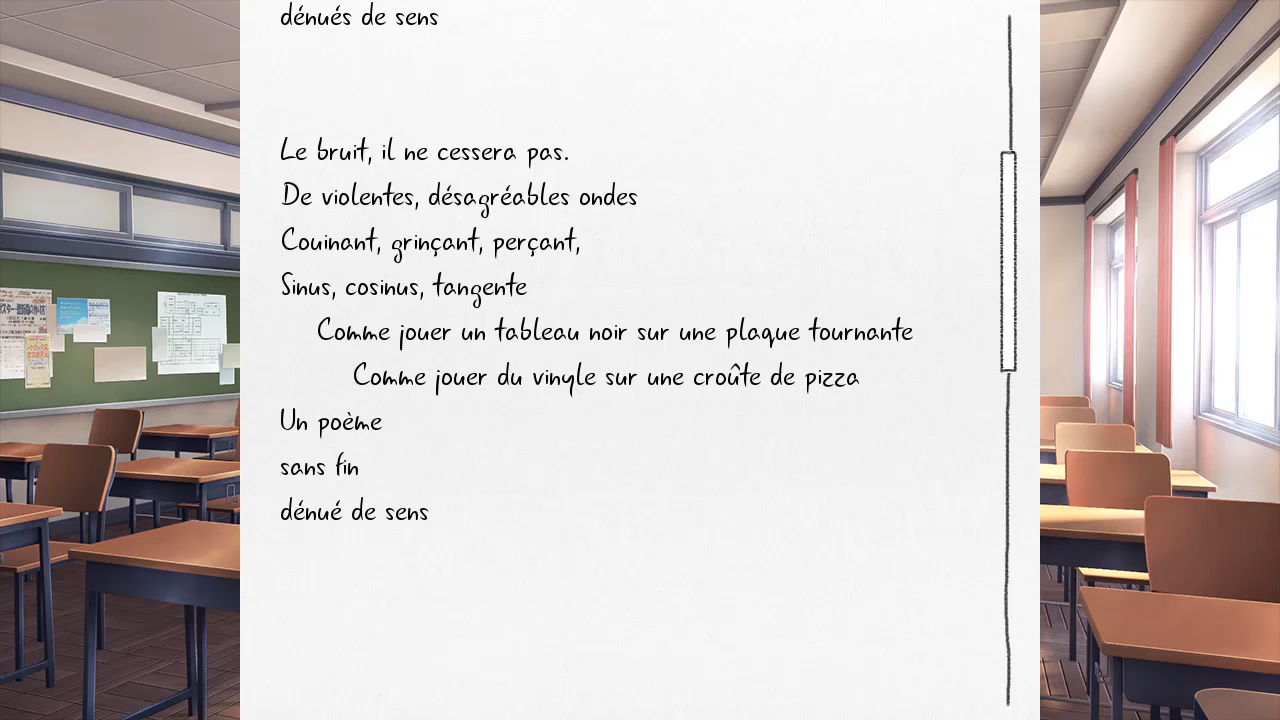 dénués de sens
Le bruit, il ne cessera pas.
De violentes, désagréables ondes
Couinant, grinçant, perçant,
Sinus, cosinus, tangente
Comme jouer un tableau noir sur une plaque tournante
Comme jouer du vinyle sur une croûte de pizza
Un poème
sans fin
dénué de sens